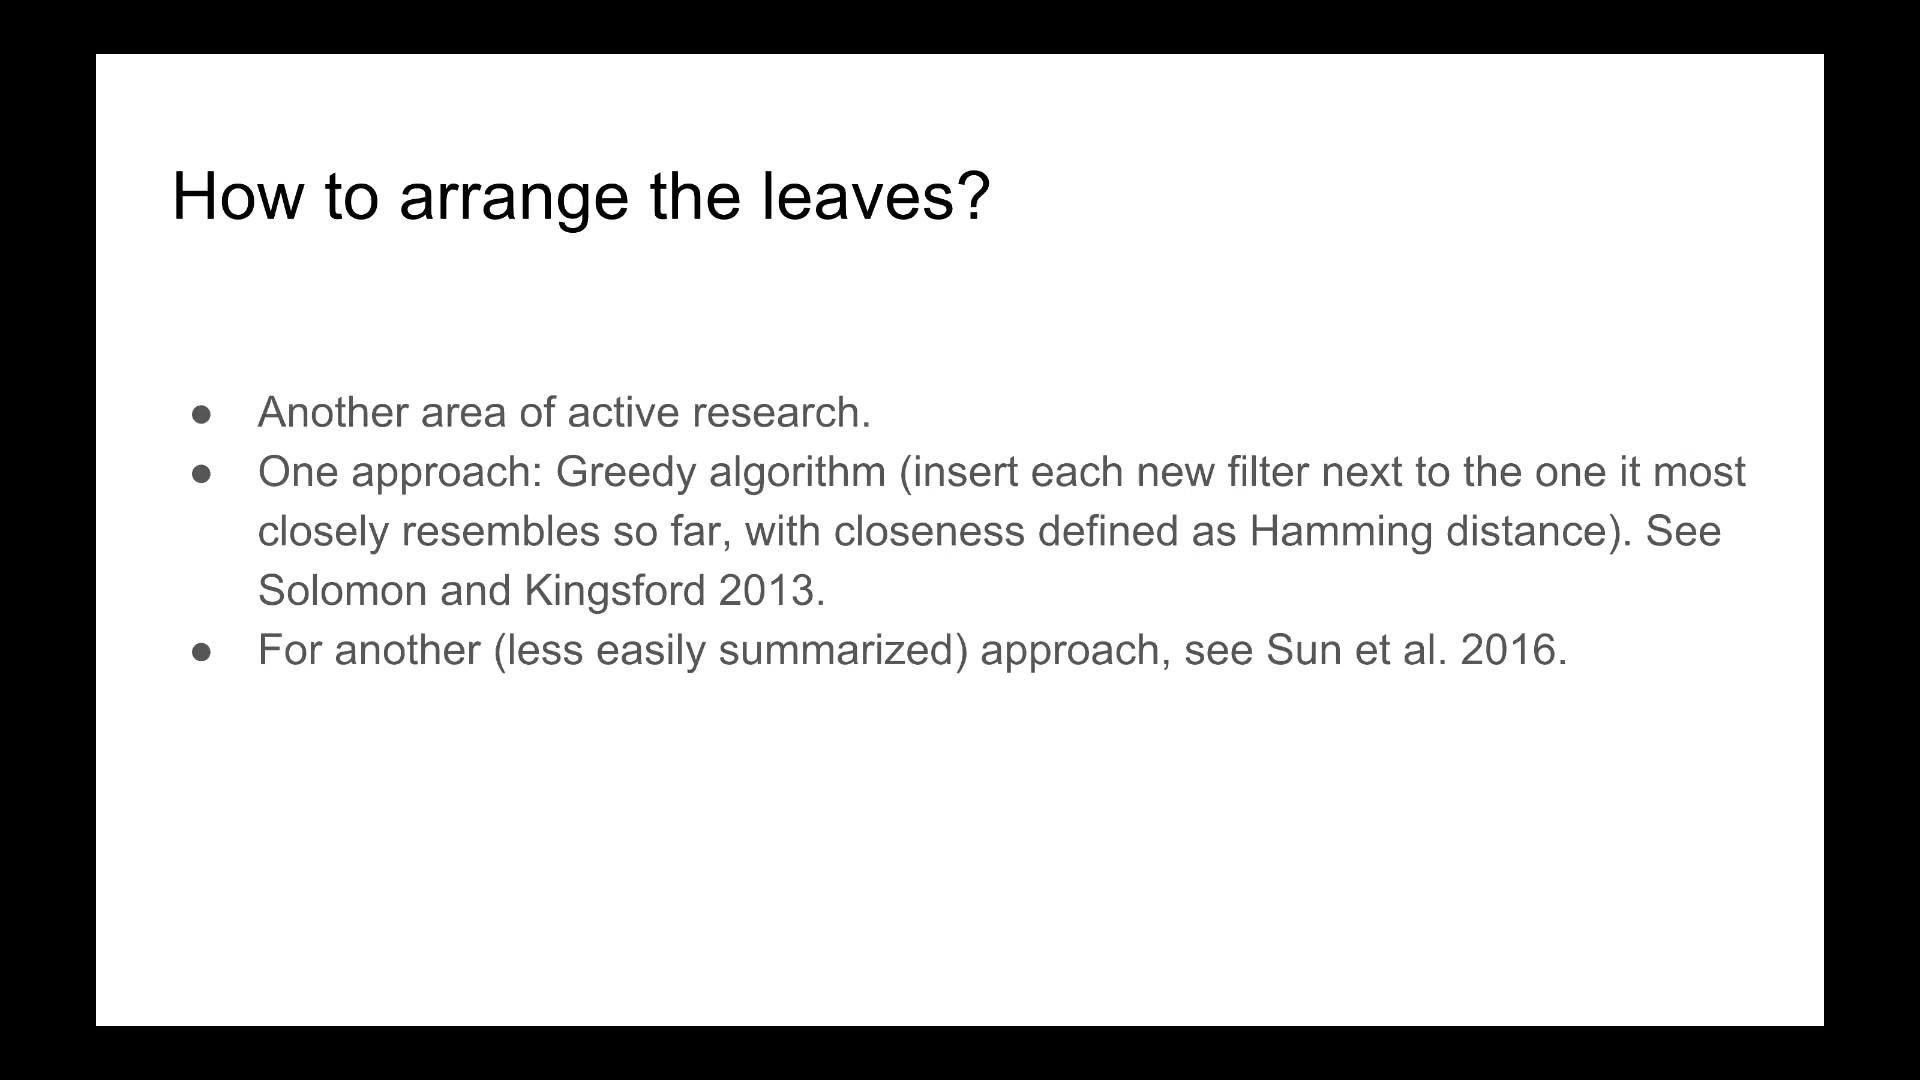 How to arrange the leaves?
● Another area of active research.
● One approach: Greedy algorithm (insert each new filter next to the one it most
closely resembles so far, with closeness defined as Hamming distance). See
Solomon and Kingsford 2013.
● For another (less easily summarized) approach, see Sun et al. 2016.